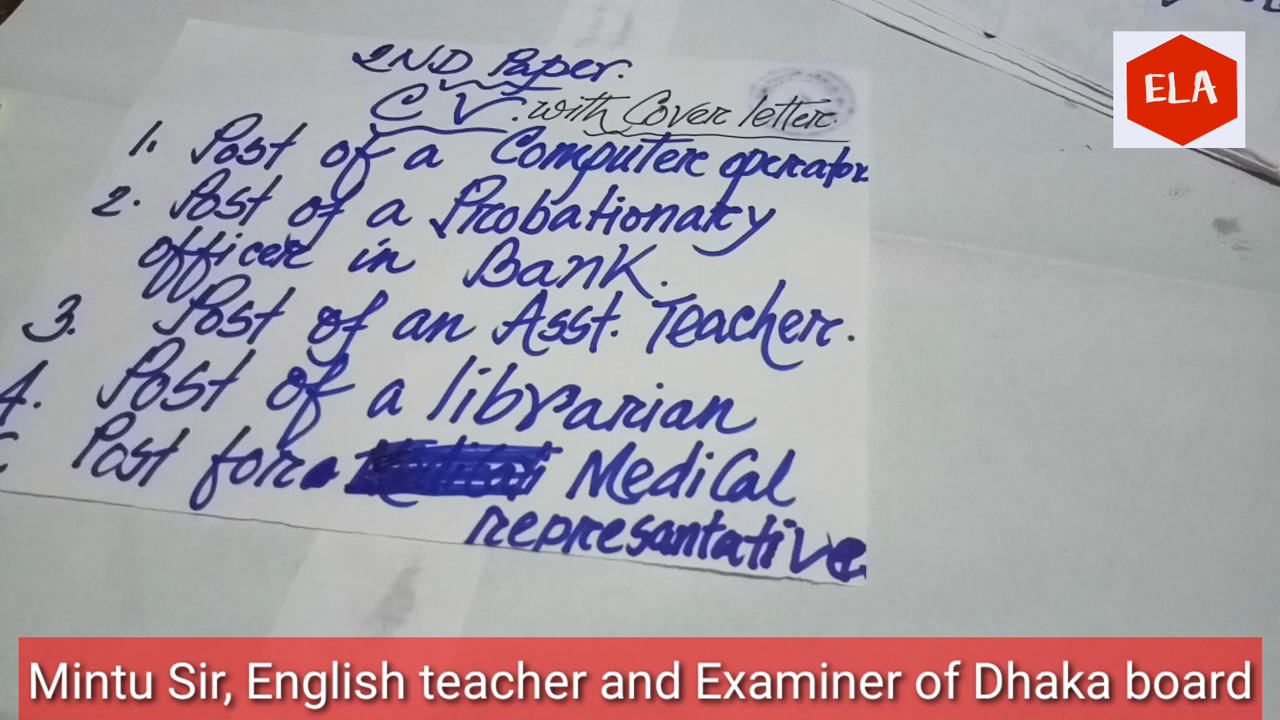 2ND Paper.
CV: with Cover letter.
ELA
1. Post of a Computer operator
2. Post of a Probationary
officer in Bank.
3. Post of an Asst. Teacher.
4. Post of a librarian
Post for a Medical
represantative
Mintu Sir, English teacher and Examiner of Dhaka board